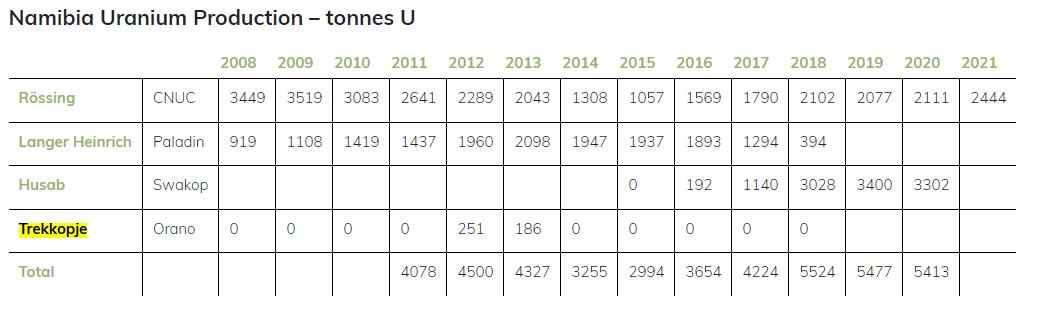 Namibia Uranium Production – tonnes U
2008 2009 2010 2011 2012 2013 2014 2015 2016 2017 2018 2019 2020 2021
Rössing CNUC 3449 3519 3083 2641 2289 2043 1308 1057 1569 1790 2102 2077 2111 2444
Langer Heinrich Paladin 919 1108 1419 1437 1960 2098 1947 1937 1893 1294 394
Husab Swakop 0 192 1140 3028 3400 3302
Trekkopje Orano 0 0 0 0 251 186 0 0 0 0 0
Total 4078 4500 4327 3255 2994 3654 4224 5524 5477 5413